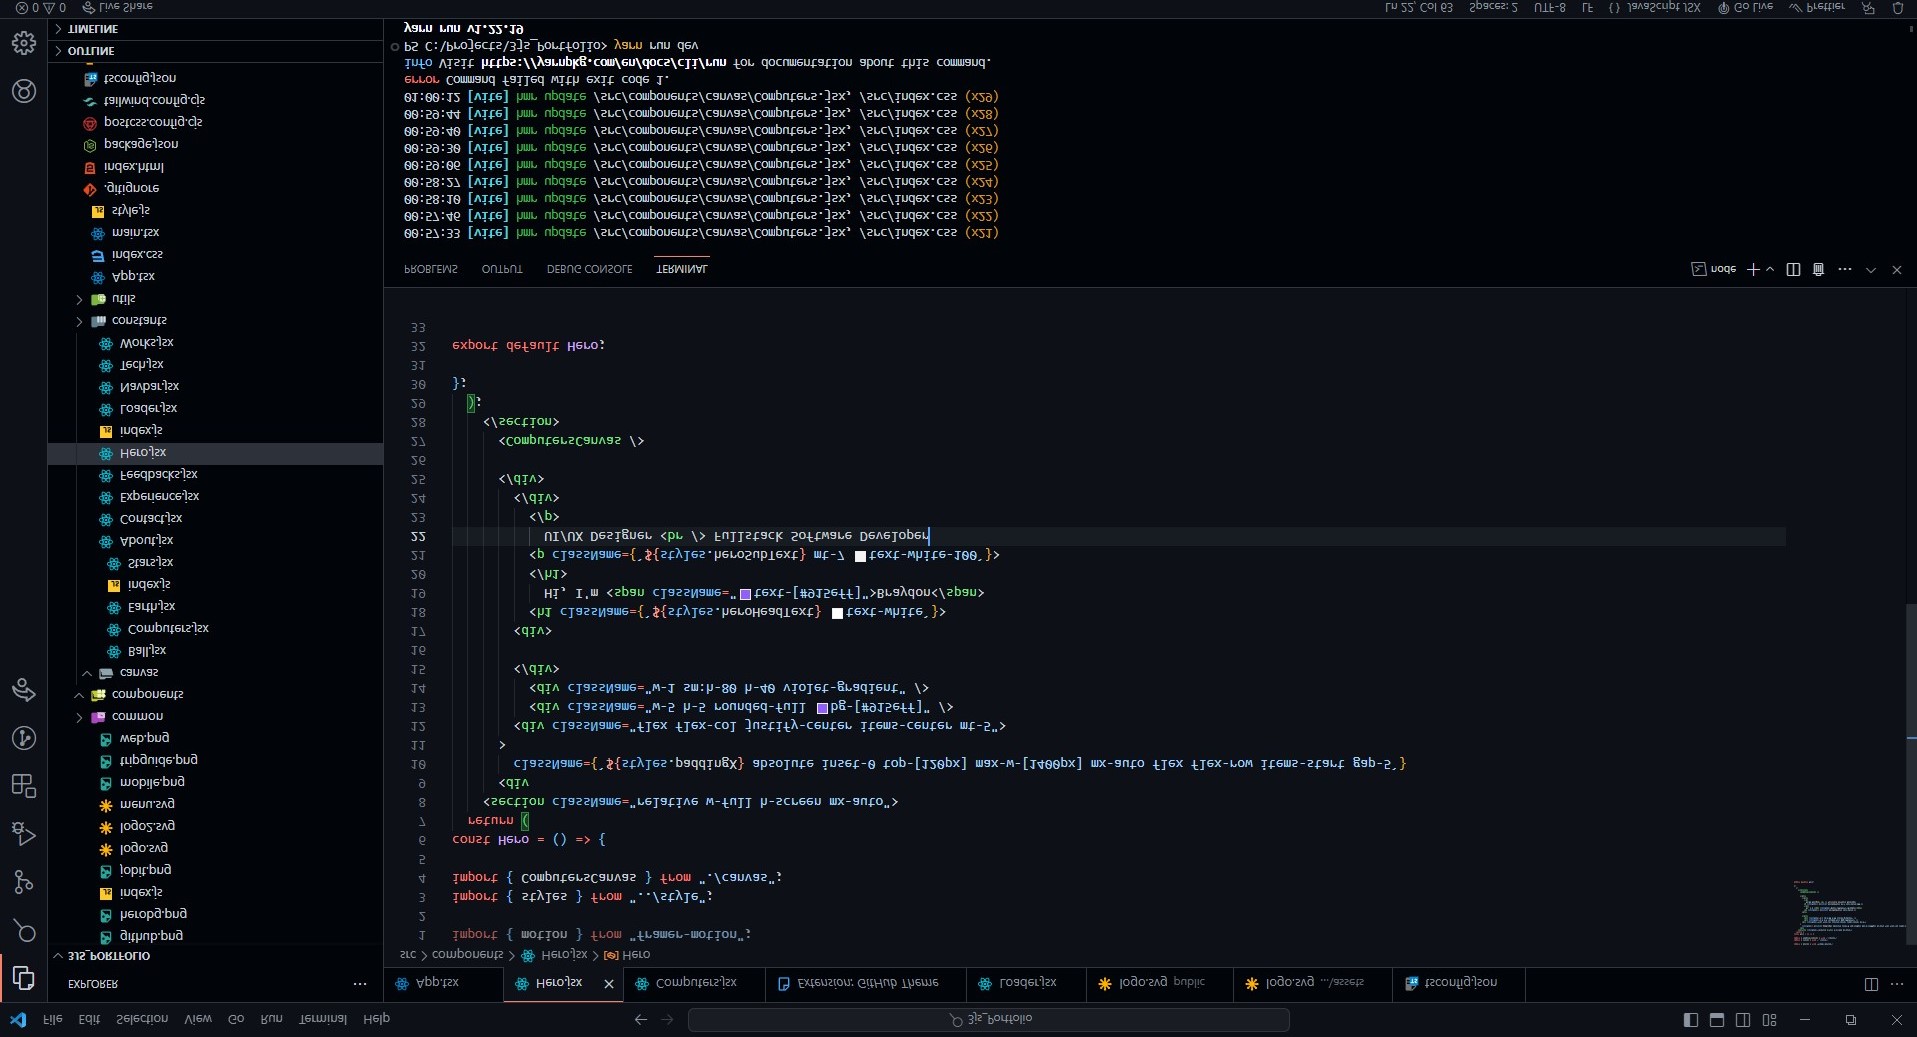 File Edit Selection View Go Run Terminal Help
3js_Portfolio
EXPLORER
3JS_PORTFOLIO
github.png
herobg.png
index.js
jobit.png
logo.svg
logo2.svg
menu.svg
mobile.png
tripguide.png
web.png
common
components
canvas
Ball.jsx
Computers.jsx
Earth.jsx
index.js
Stars.jsx
About.jsx
Contact.jsx
Experience.jsx
Feedbacks.jsx
Hero.jsx
index.js
Loader.jsx
Navbar.jsx
Tech.jsx
Works.jsx
constants
utils
App.tsx
index.css
main.tsx
style.js
.gitignore
index.html
package.json
postcss.config.cjs
tailwind.config.cjs
tsconfig.json
OUTLINE
TIMELINE
App.tsx Hero.jsx Computers.jsx Extension: GitHub Theme Loader.jsx logo.svg public logo.svg ...\assets tsconfig.json
src > components > Hero.jsx > Hero
1 import { motion } from "framer-motion";
2
3 import { styles } from "../style";
4 import { ComputersCanvas } from "./canvas";
5
6 const Hero = () => {
7 return (
8 <section className="relative w-full h-screen mx-auto">
9 <div
10 className={`${styles.paddingX} absolute inset-0 top-[120px] max-w-[1400px] mx-auto flex flex-row items-start gap-5`}
11 >
12 <div className="flex flex-col justify-center items-center mt-5">
13 <div className="w-5 h-5 rounded-full bg-[#915eff]" />
14 <div className="w-1 sm:h-80 h-40 violet-gradient" />
15 </div>
16
17 <div>
18 <h1 className={`${styles.heroHeadText} text-white`}>
19 Hi, I'm <span className="text-[#915eff]">Braydon</span>
20 </h1>
21 <p className={`${styles.heroSubText} mt-7 text-white-100`}>
22 UI/UX Designer <br /> Fullstack Software Developer
23 </p>
24 </div>
25 </div>
26
27 <ComputersCanvas />
28 </section>
29 );
30 };
31
32 export default Hero;
33
PROBLEMS OUTPUT DEBUG CONSOLE TERMINAL node
00:57:33 [vite] hmr update /src/components/canvas/Computers.jsx, /src/index.css (x21)
00:57:46 [vite] hmr update /src/components/canvas/Computers.jsx, /src/index.css (x22)
00:58:10 [vite] hmr update /src/components/canvas/Computers.jsx, /src/index.css (x23)
00:58:27 [vite] hmr update /src/components/canvas/Computers.jsx, /src/index.css (x24)
00:59:06 [vite] hmr update /src/components/canvas/Computers.jsx, /src/index.css (x25)
00:59:30 [vite] hmr update /src/components/canvas/Computers.jsx, /src/index.css (x26)
00:59:40 [vite] hmr update /src/components/canvas/Computers.jsx, /src/index.css (x27)
00:59:44 [vite] hmr update /src/components/canvas/Computers.jsx, /src/index.css (x28)
01:00:12 [vite] hmr update /src/components/canvas/Computers.jsx, /src/index.css (x29)
error Command failed with exit code 1.
info Visit https://yarnpkg.com/en/docs/cli/run for documentation about this command.
PS C:\Projects\3js_Portfolio> yarn run dev
yarn run v1.22.19
0 0 Live Share Ln 22, Col 63 Spaces: 2 UTF-8 LF { } JavaScript JSX Go Live Prettier